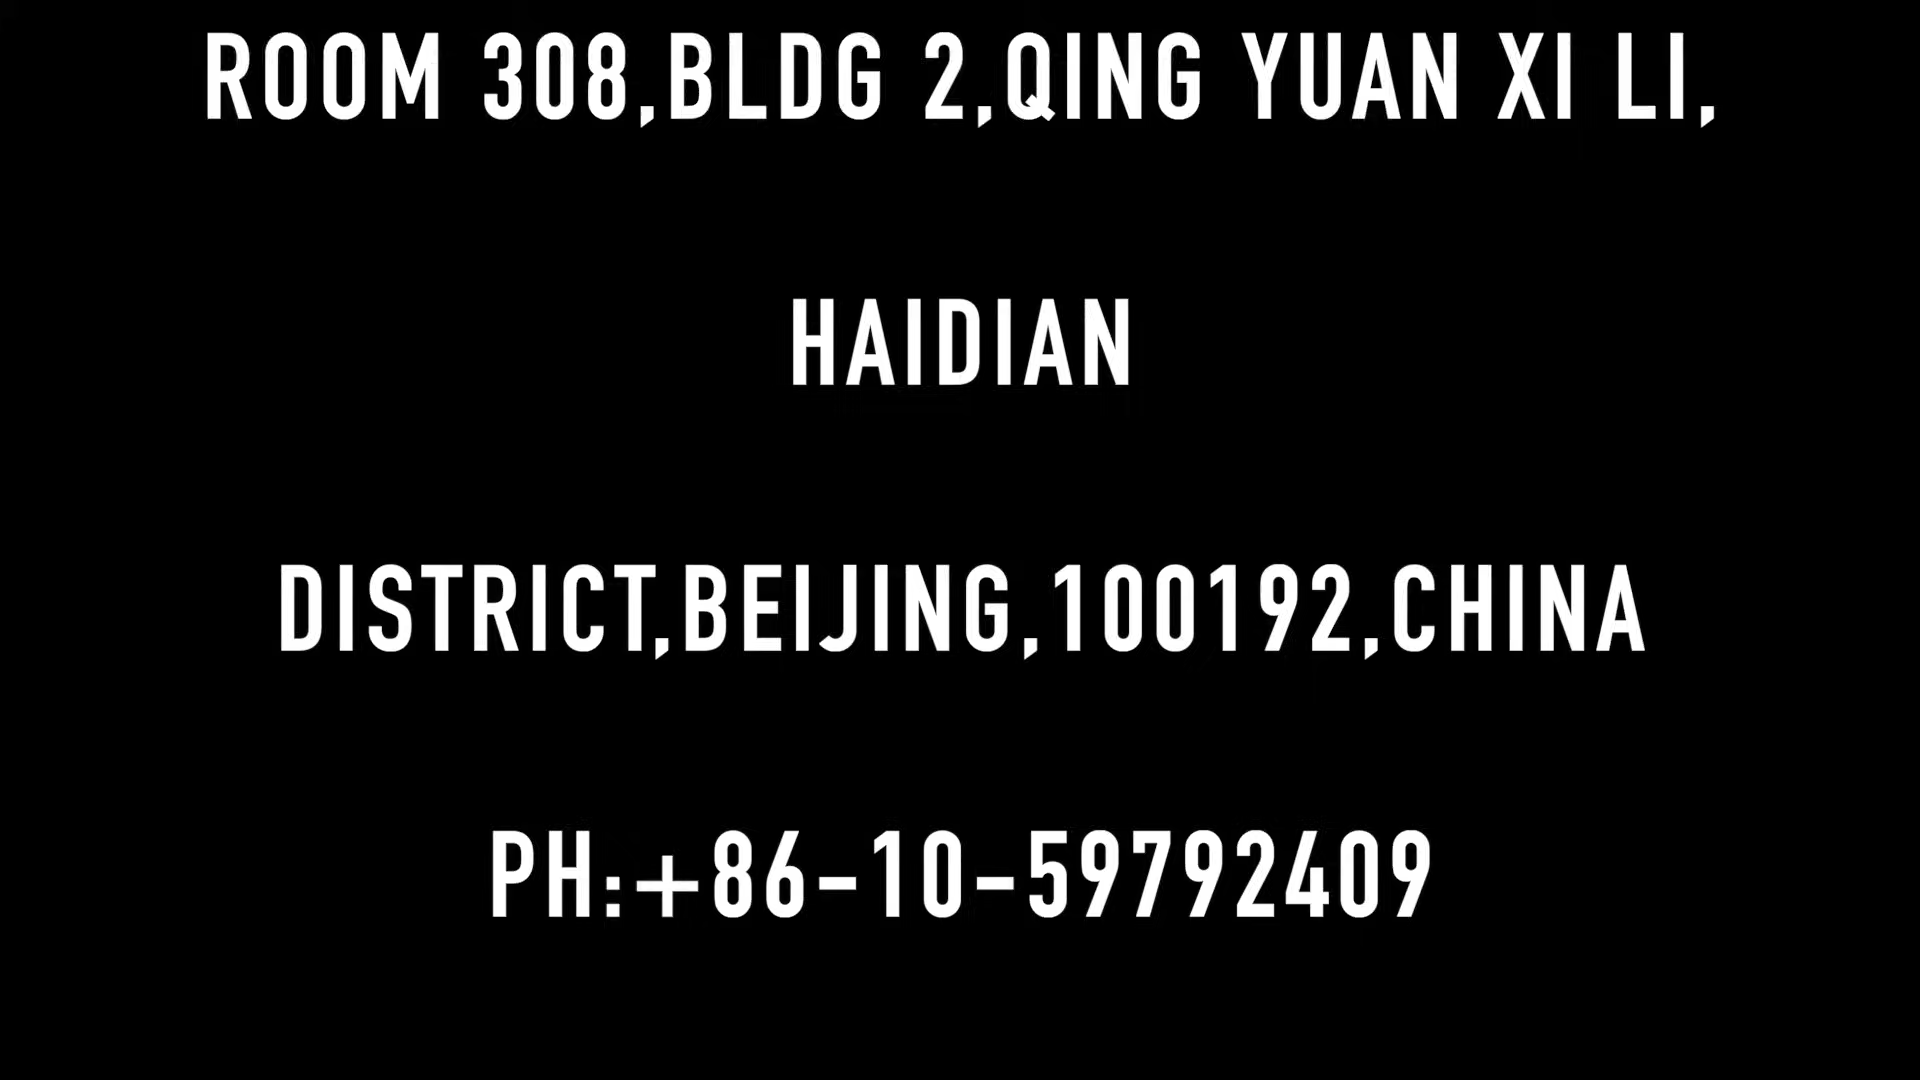 ROOM 308,BLDG 2,QING YUAN XI LI,
HAIDIAN
DISTRICT,BEIJING,100192,CHINA
PH:+86-10-59792409